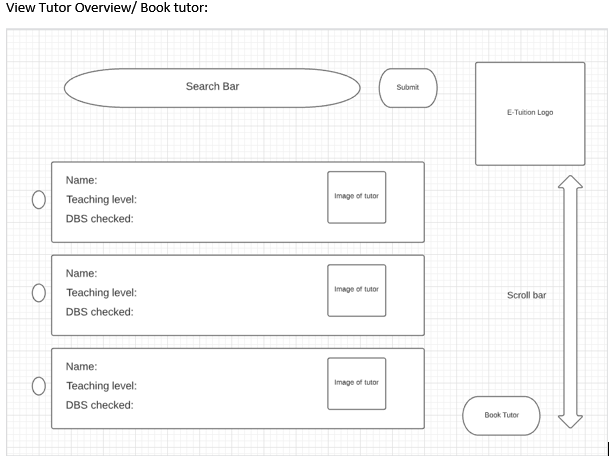 View Tutor Overview/ Book tutor:
Search Bar
Submit
E-Tuition Logo
Name:
Teaching level:
DBS checked:
Image of tutor
Name:
Teaching level:
DBS checked:
Image of tutor
Scroll bar
Name:
Teaching level:
DBS checked:
Image of tutor
Book Tutor